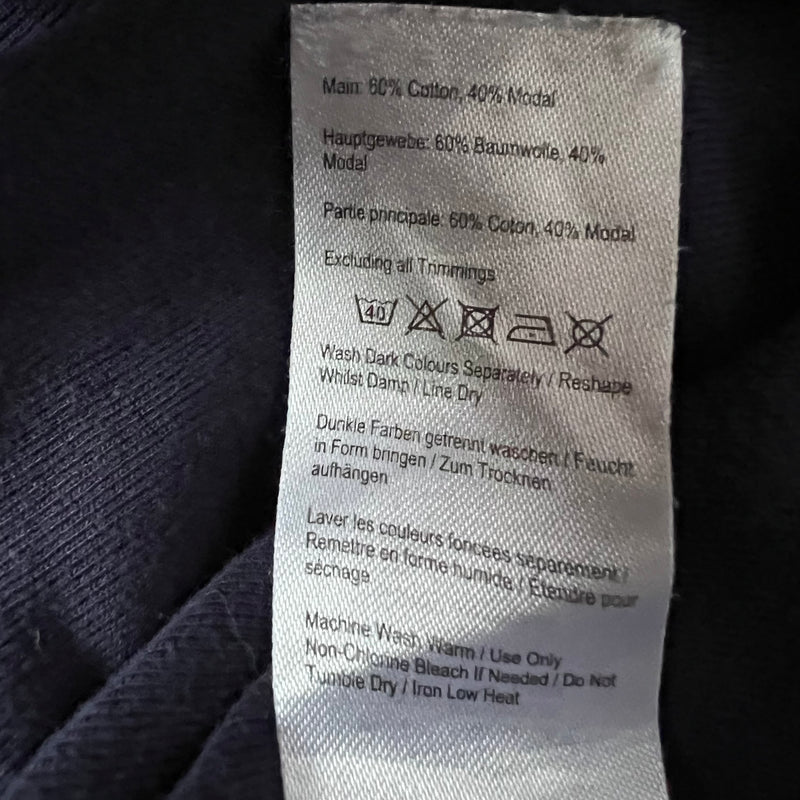 Main: 60% Cotton, 40% Modal
Hauptgewebe: 60% Baumwolle, 40%
Modal
Partie principale: 60% Coton, 40% Modal
Excluding all Trimmings
40
Wash Dark Colours Separately / Reshape
Whilst Damp / Line Dry
Dunkle Farben getrennt waschen / Feucht
in Form bringen / Zum Trocknen
aufhängen
Laver les couleurs foncées séparément /
Remettre en forme humide / Etendre pour
séchage
Machine Wash Warm / Use Only
Non-Chlorine Bleach If Needed / Do Not
Tumble Dry / Iron Low Heat